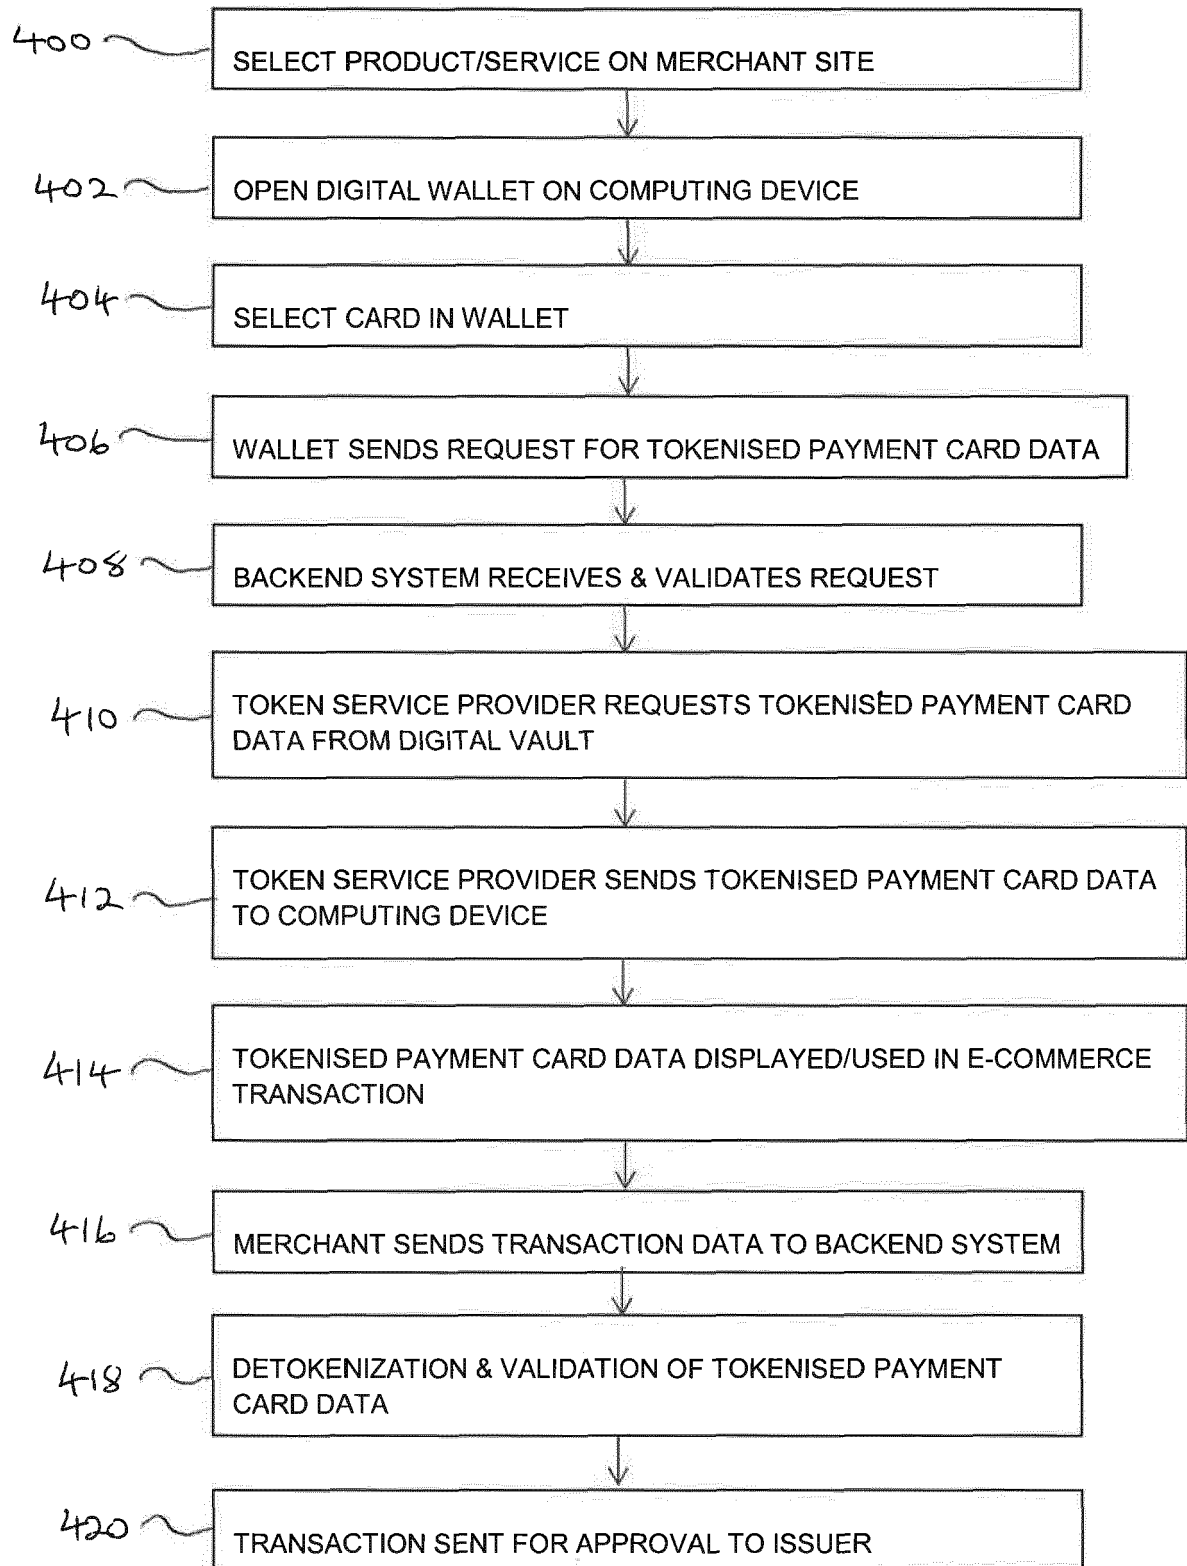 400
SELECT PRODUCT/SERVICE ON MERCHANT SITE
402
OPEN DIGITAL WALLET ON COMPUTING DEVICE
404
SELECT CARD IN WALLET
406
WALLET SENDS REQUEST FOR TOKENISED PAYMENT CARD DATA
408
BACKEND SYSTEM RECEIVES & VALIDATES REQUEST
410
TOKEN SERVICE PROVIDER REQUESTS TOKENISED PAYMENT CARD
DATA FROM DIGITAL VAULT
412
TOKEN SERVICE PROVIDER SENDS TOKENISED PAYMENT CARD DATA
TO COMPUTING DEVICE
414
TOKENISED PAYMENT CARD DATA DISPLAYED/USED IN E-COMMERCE
TRANSACTION
416
MERCHANT SENDS TRANSACTION DATA TO BACKEND SYSTEM
418
DETOKENIZATION & VALIDATION OF TOKENISED PAYMENT
CARD DATA
420
TRANSACTION SENT FOR APPROVAL TO ISSUER